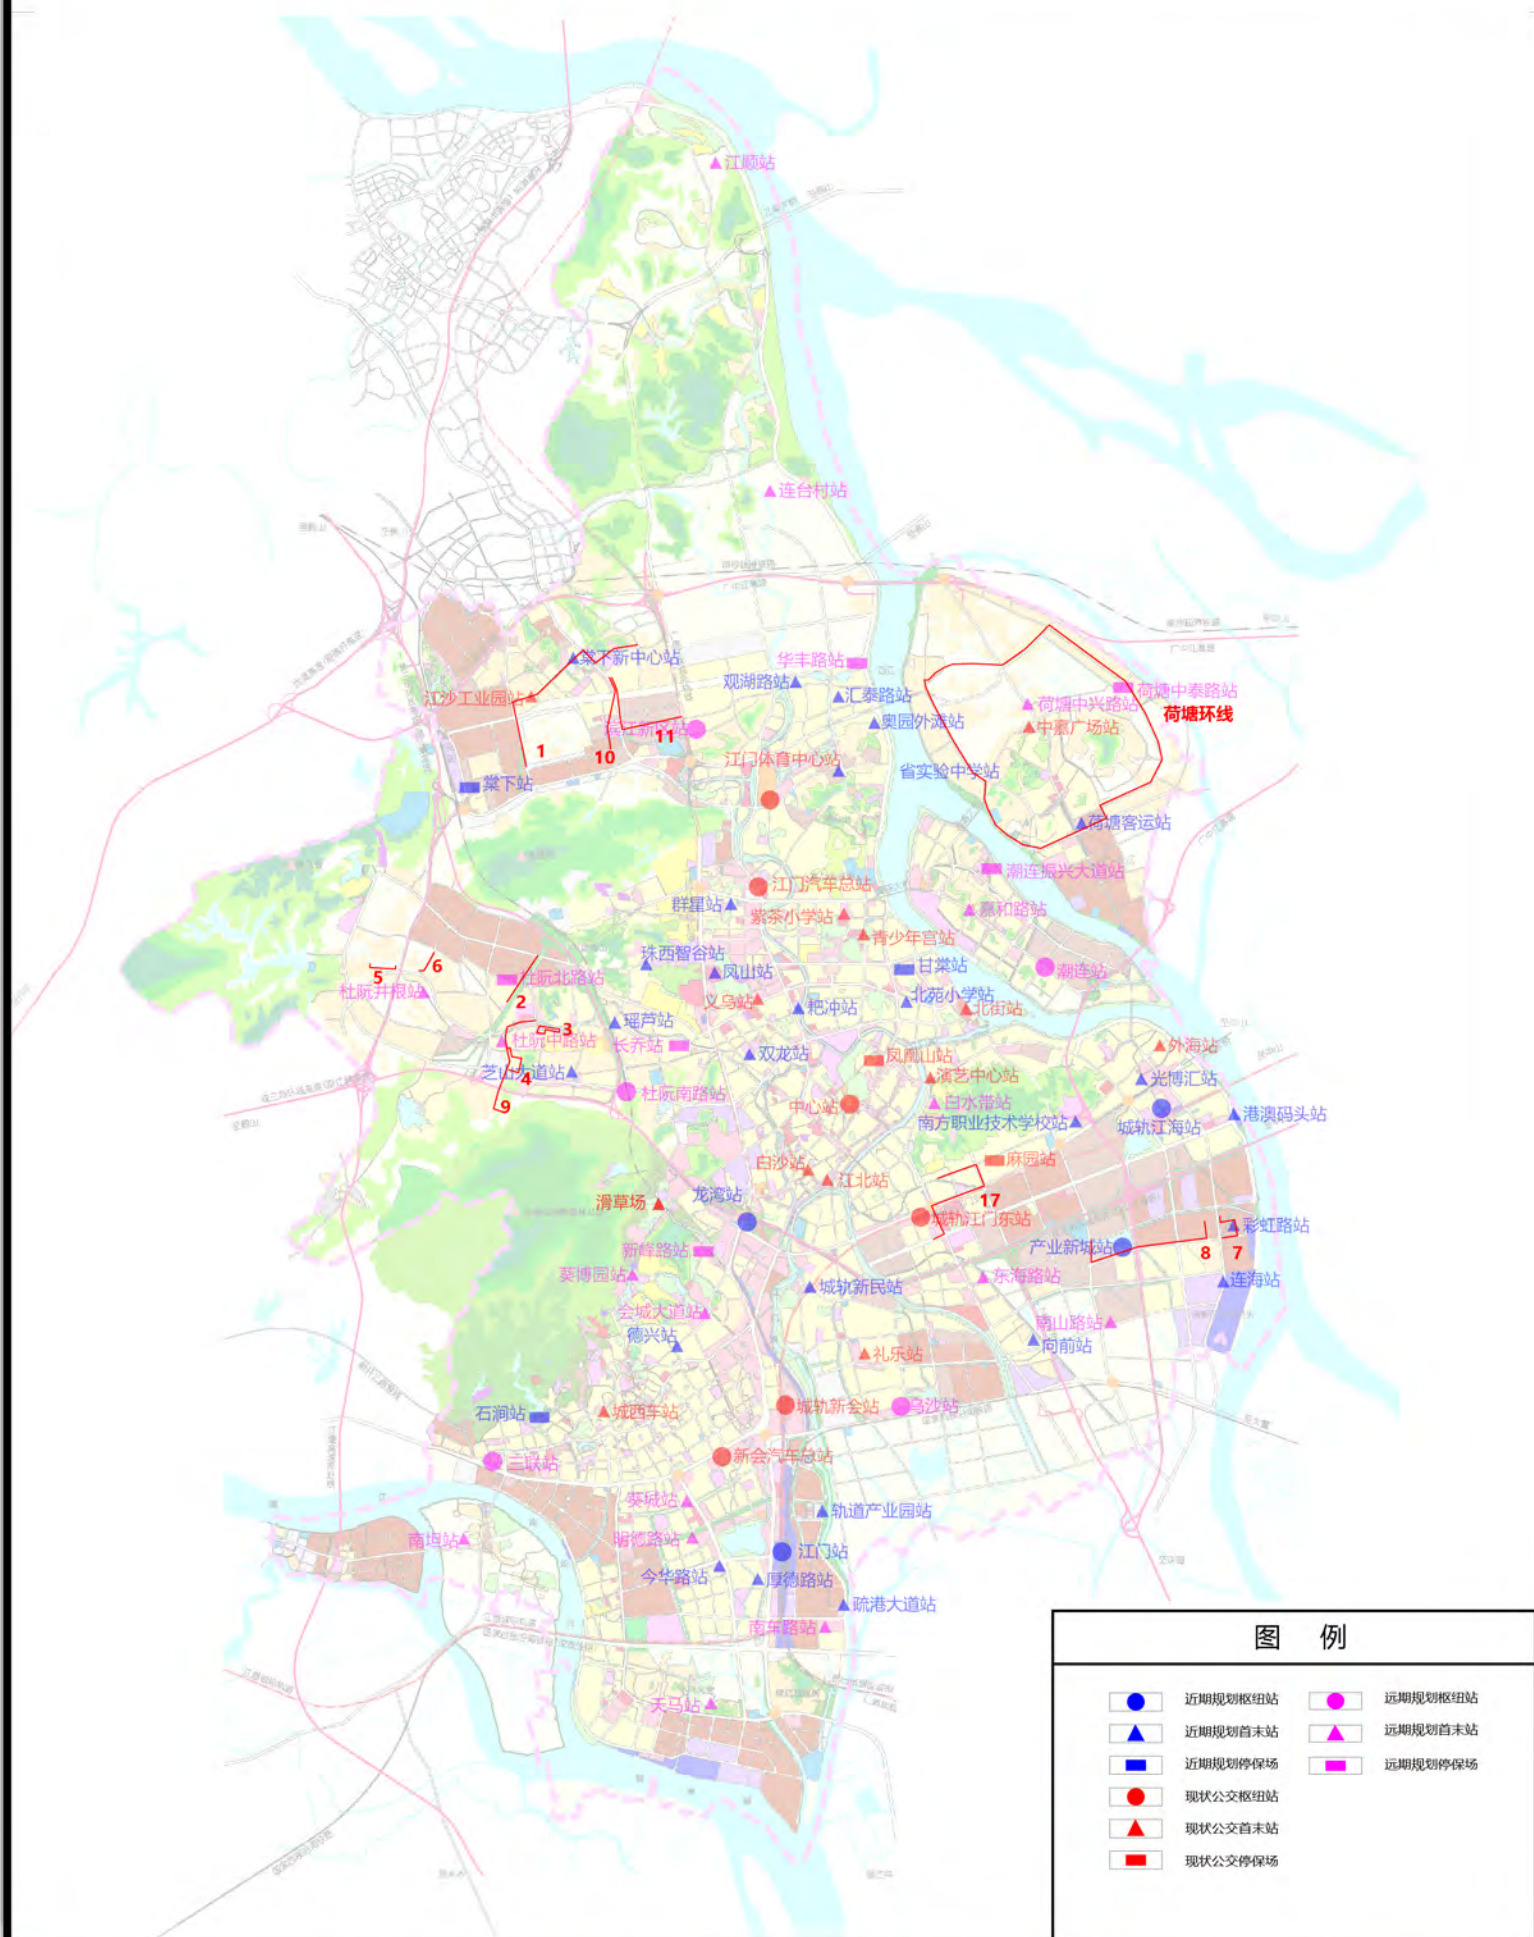 江顺站
连台村站
华丰路站
棠下新中心站
观湖路站
江沙工业园站
汇泰路站
荷塘中泰路站
荷塘中兴路站
荷塘环线
奥园外滩站
中嘉广场站
滨江新区站
11
1
10
江门体育中心站
省实验中学站
棠下站
荷塘客运站
潮连振兴大道站
江门汽车总站
群星站
紫茶小学站
嘉和路站
青少年宫站
珠西智谷站
6
5
凤山站
甘棠站
潮连站
杜阮北路站
杜阮井根站
2
义乌站
耙冲站
北苑小学站
北街站
瑶芦站
3
杜阮中路站
长乔站
双龙站
凤凰山站
外海站
芝山大道站
4
演艺中心站
光博汇站
杜阮南路站
9
中心站
白水带站
南方职业技术学校站
城轨江海站
港澳码头站
白沙站
麻园站
江北站
龙湾站
17
滑草场
城轨江门东站
彩虹路站
新峰路站
产业新城站
8
7
葵博园站
东海路站
连海站
城轨新民站
会城大道站
南山路站
德兴站
向前站
礼乐站
石涧站
城西车站
城轨新会站
乌沙站
三联站
新会汽车总站
葵城站
轨道产业园站
南坦站
明德路站
江门站
今华路站
厚德路站
疏港大道站
南车路站
天马站
图 例
近期规划枢纽站
远期规划枢纽站
近期规划首末站
远期规划首末站
近期规划停保场
远期规划停保场
现状公交枢纽站
现状公交首末站
现状公交停保场